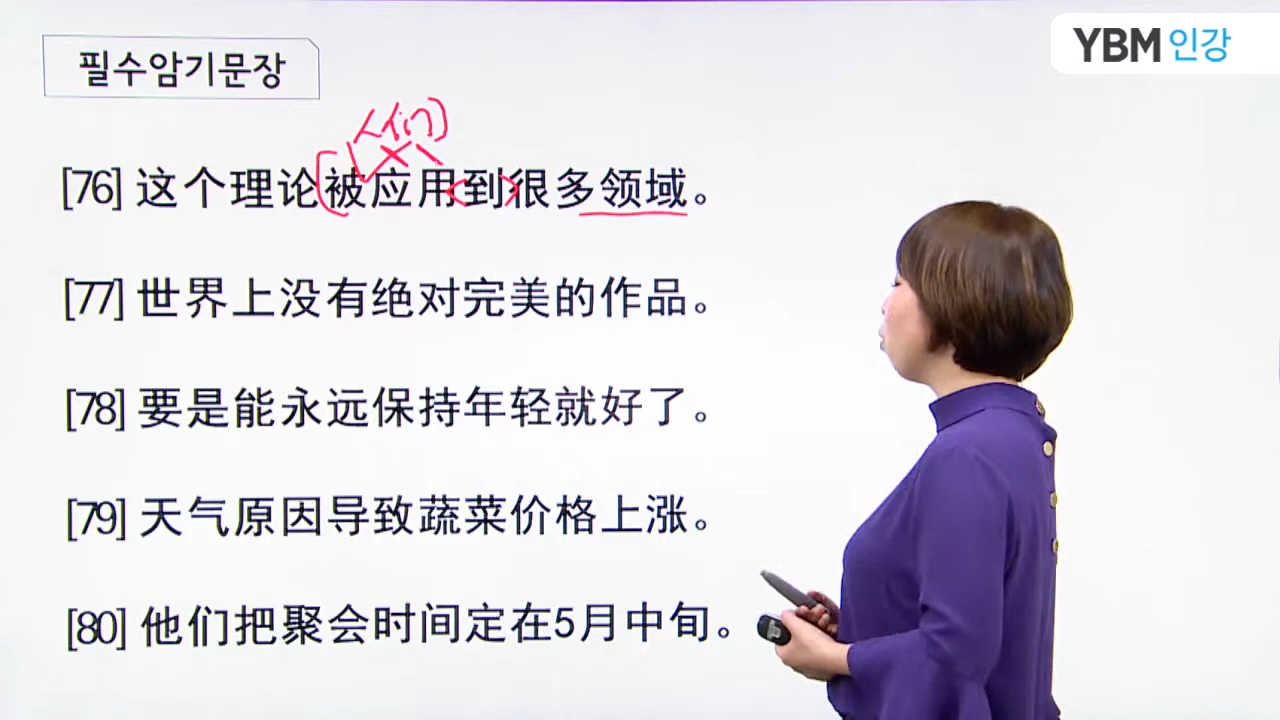 YBM 인강
필수암기문장
人们
[76] 这个理论被应用到很多领域。
[77] 世界上没有绝对完美的作品。
[78] 要是能永远保持年轻就好了。
[79] 天气原因导致蔬菜价格上涨。
[80] 他们把聚会时间定在5月中旬。